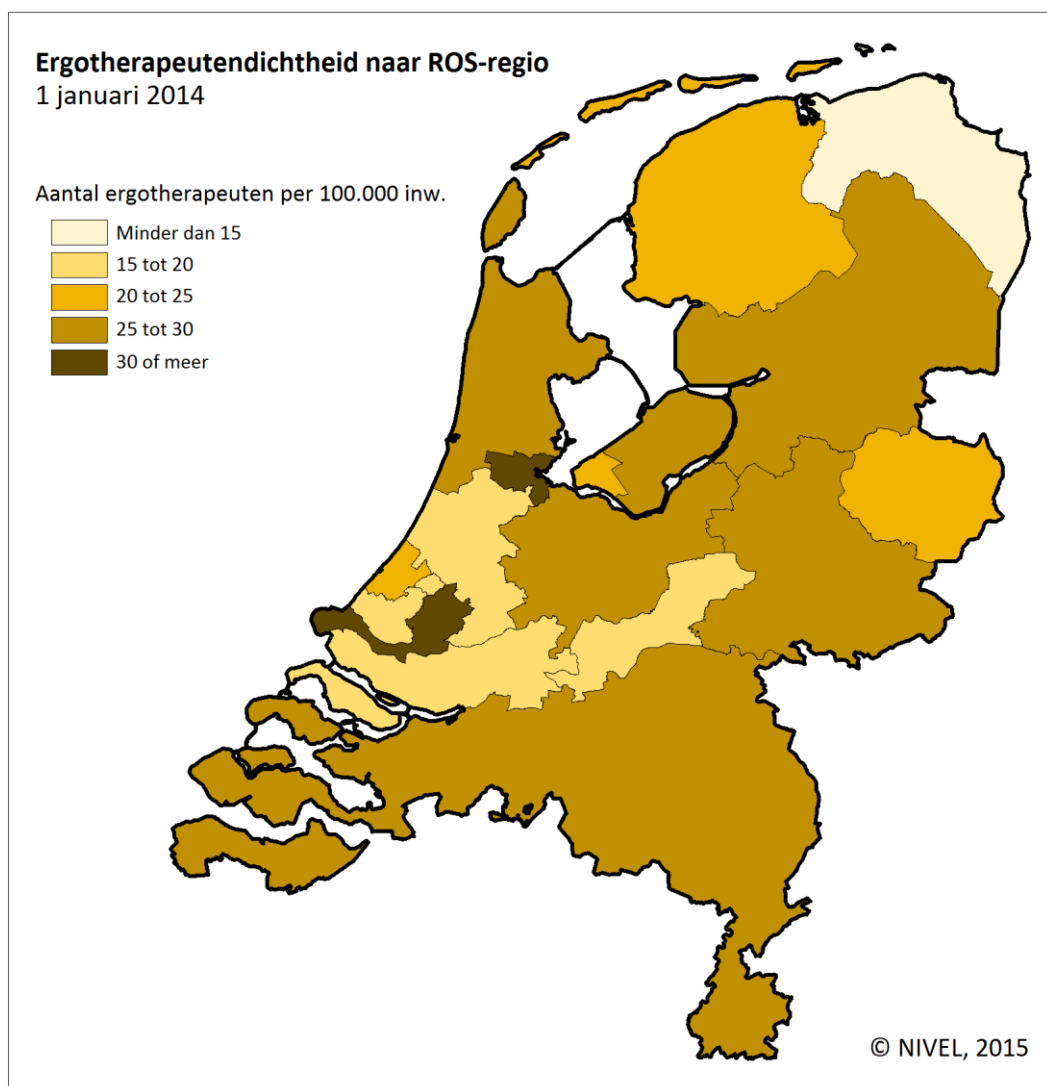 Ergotherapeutendichtheid naar ROS-regio
1 januari 2014
Aantal ergotherapeuten per 100.000 inw.
Minder dan 15
15 tot 20
20 tot 25
25 tot 30
30 of meer
© NIVEL, 2015